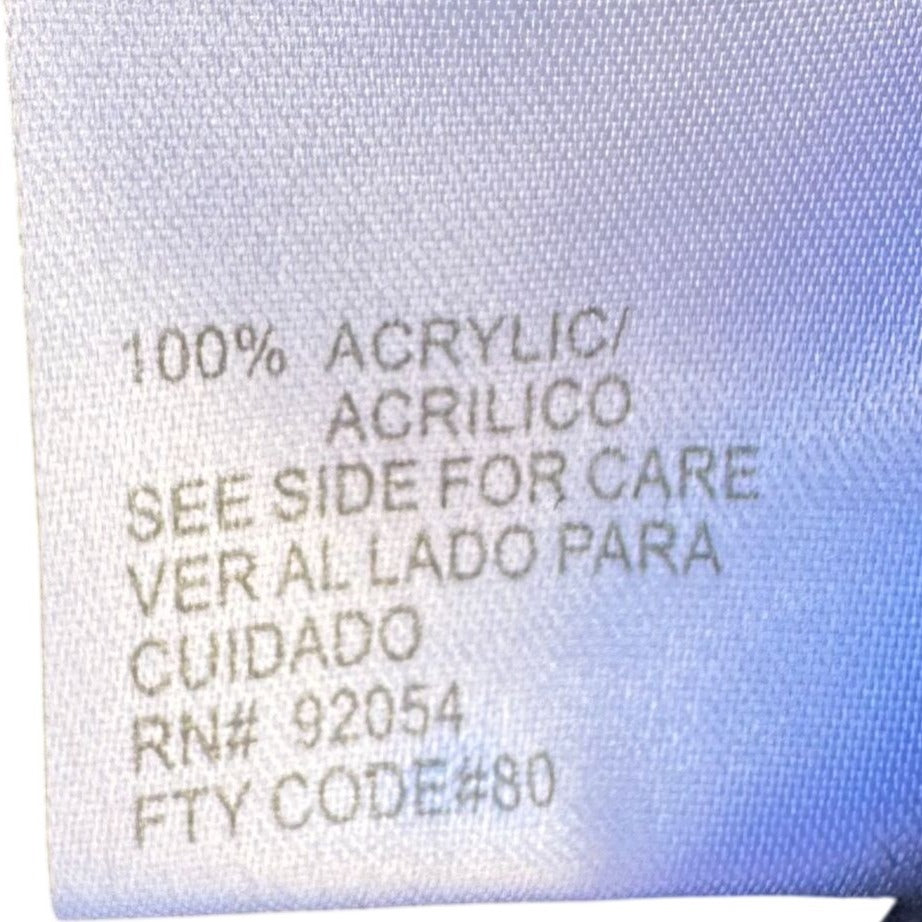 100% ACRYLIC/
ACRILICO
SEE SIDE FOR CARE
VER AL LADO PARA
CUIDADO
RN# 92054
FTY CODE#80